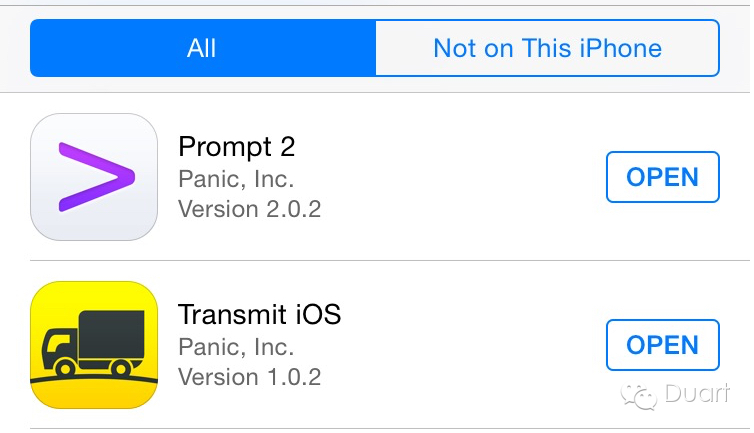 All
Not on This iPhone
Prompt 2
Panic, Inc.
Version 2.0.2
OPEN
Transmit iOS
Panic, Inc.
Version 1.0.2
OPEN
Duart